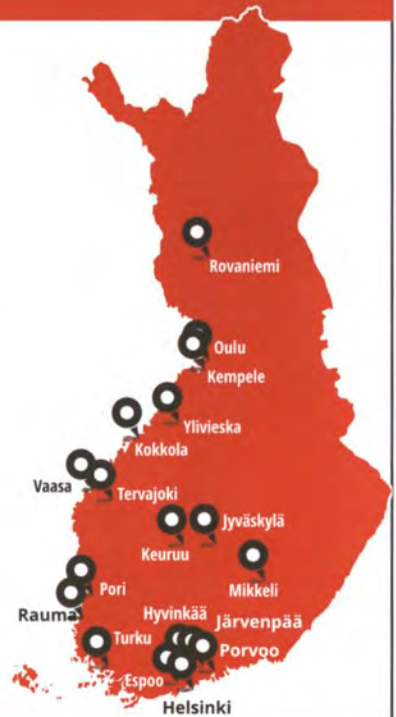 Rovaniemi
Oulu
Kempele
Ylivieska
Kokkola
Vaasa
Tervajoki
Jyväskylä
Keuruu
Mikkeli
Pori
Rauma
Hyvinkää
Järvenpää
Turku
Porvoo
Espoo
Helsinki